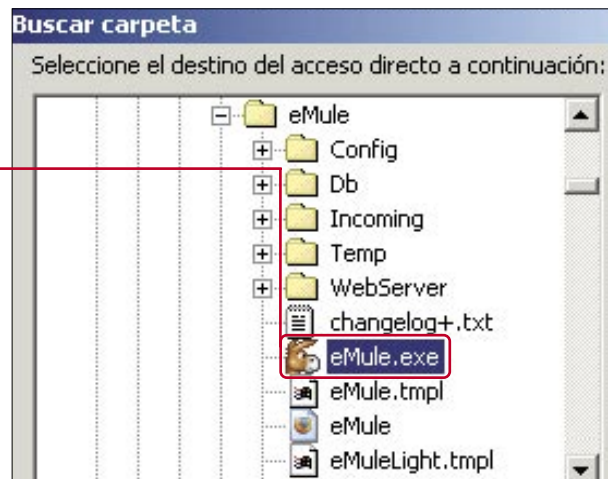 Buscar carpeta
Seleccione el destino del acceso directo a continuación:
eMule
Config
Db
Incoming
Temp
WebServer
changelog+.txt
eMule.exe
eMule.tmpl
eMule
eMuleLight.tmpl